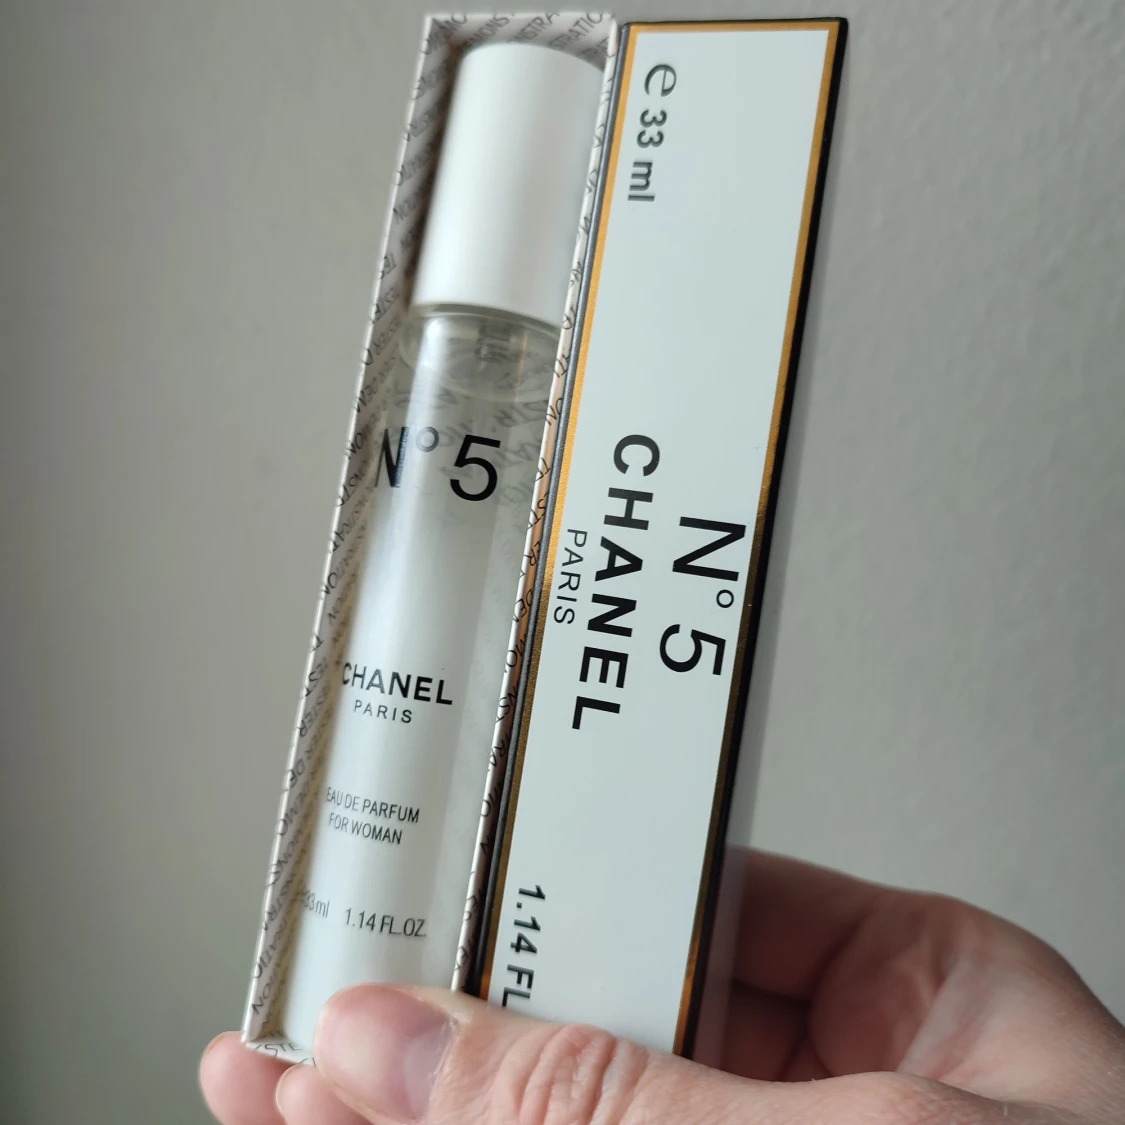 N° 5
CHANEL
PARIS
EAU DE PARFUM
FOR WOMAN
33ml 1.14 FL.OZ.
e 33 ml
N° 5
CHANEL
PARIS
1.14 FL